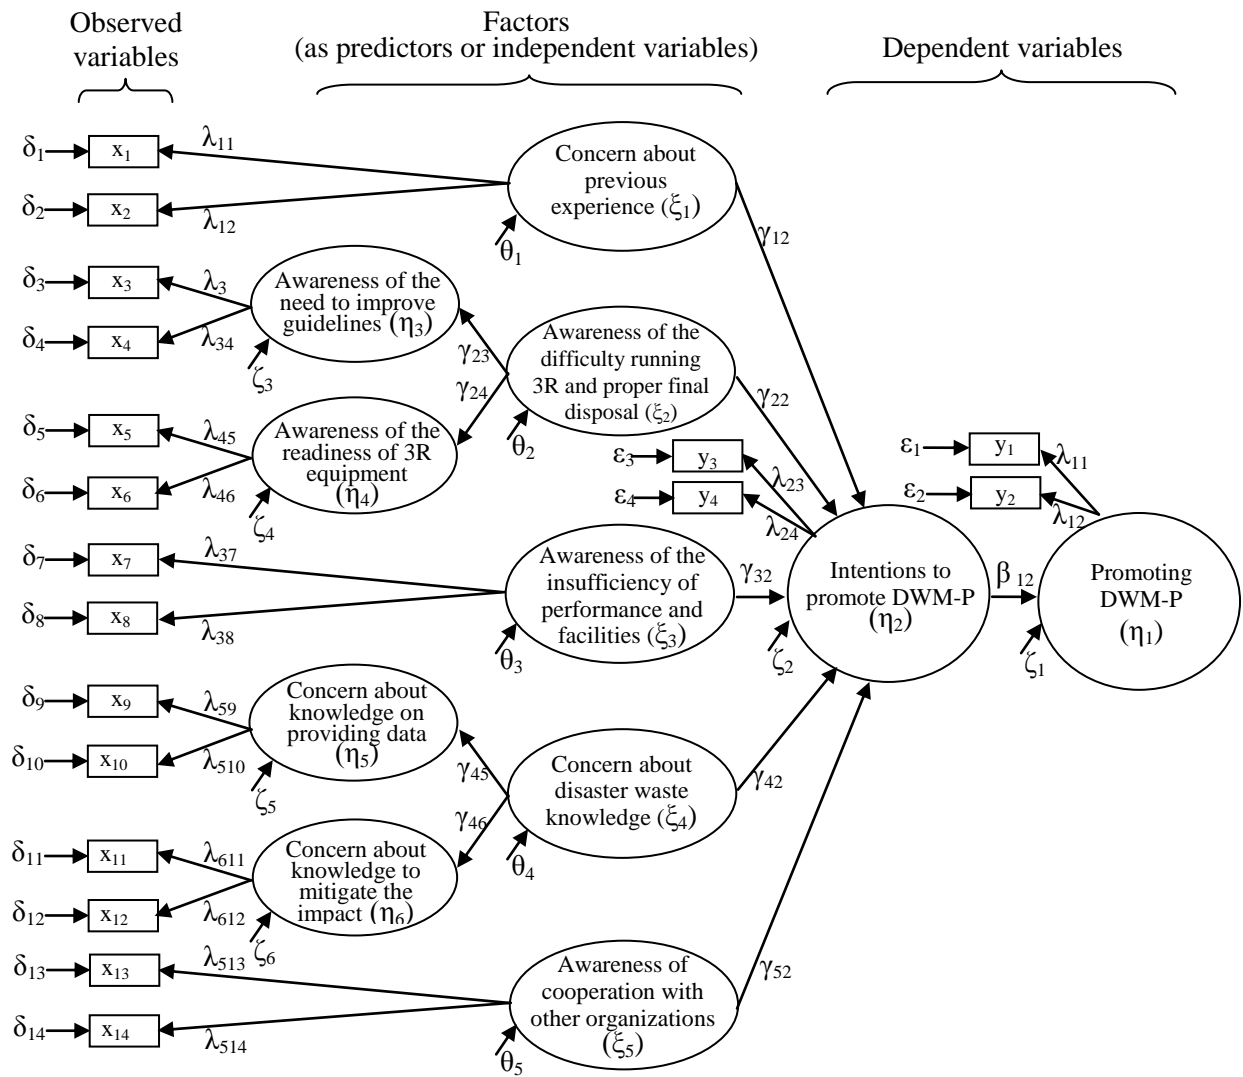 Observed
variables
Factors
(as predictors or independent variables)
Dependent variables
δ1
x1
λ11
δ2
x2
λ12
Concern about
previous
experience (ξ1)
θ1
γ12
δ3
x3
λ3
δ4
x4
λ34
Awareness of the
need to improve
guidelines (η3)
ζ3
γ23
γ24
Awareness of the
difficulty running
3R and proper final
disposal (ξ2)
θ2
γ22
δ5
x5
λ45
δ6
x6
λ46
Awareness of the
readiness of 3R
equipment
(η4)
ζ4
ε3
y3
λ23
ε4
y4
λ24
ε1
y1
λ11
ε2
y2
λ12
δ7
x7
λ37
δ8
x8
λ38
Awareness of the
insufficiency of
performance and
facilities (ξ3)
θ3
γ32
Intentions to
promote DWM-P
(η2)
ζ2
β 12
Promoting
DWM-P
(η1)
ζ1
δ9
x9
λ59
δ10
x10
λ510
Concern about
knowledge on
providing data
(η5)
ζ5
γ45
γ46
Concern about
disaster waste
knowledge (ξ4)
θ4
γ42
δ11
x11
λ611
δ12
x12
λ612
Concern about
knowledge to
mitigate the
impact (η6)
ζ6
δ13
x13
λ513
δ14
x14
λ514
Awareness of
cooperation with
other organizations
(ξ5)
θ5
γ52